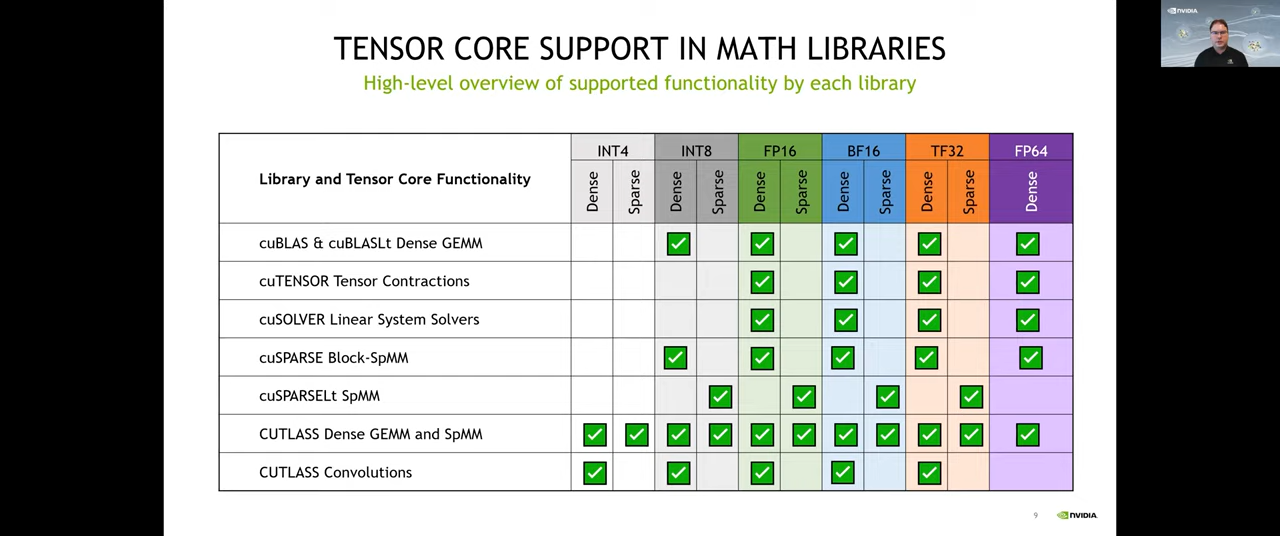 NVIDIA
TENSOR CORE SUPPORT IN MATH LIBRARIES
High-level overview of supported functionality by each library
Library and Tensor Core Functionality
INT4 INT8 FP16 BF16 TF32 FP64
Dense Sparse Dense Sparse Dense Sparse Dense Sparse Dense Sparse Dense
cuBLAS & cuBLASLt Dense GEMM
cuTENSOR Tensor Contractions
cuSOLVER Linear System Solvers
cuSPARSE Block-SpMM
cuSPARSELt SpMM
CUTLASS Dense GEMM and SpMM
CUTLASS Convolutions
9
NVIDIA